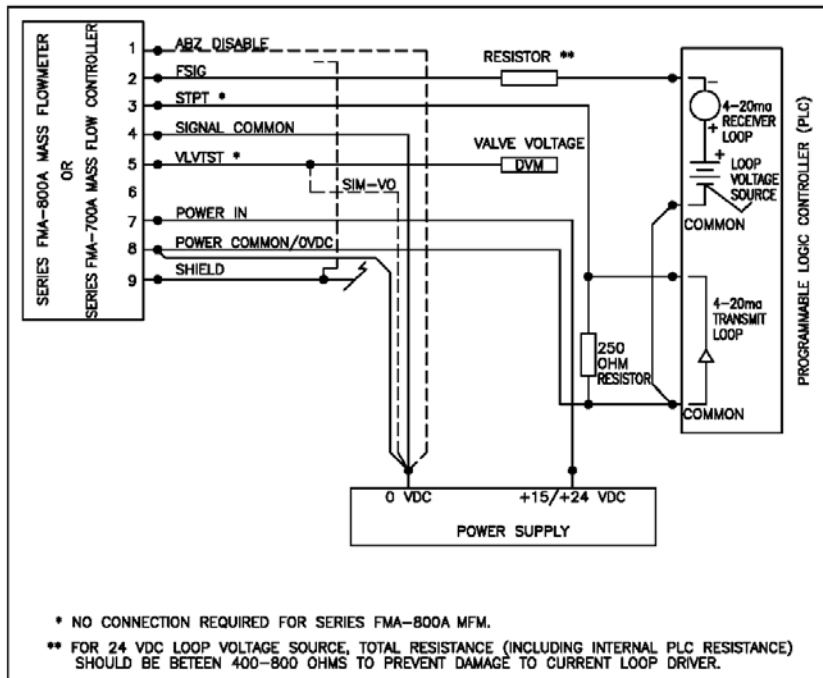 SERIES FMA-800A MASS FLOWMETER
OR
SERIES FMA-700A MASS FLOW CONTROLLER
1
ABZ DISABLE
2
FSIG
3
STPT *
4
SIGNAL COMMON
5
VLVTST *
6
SIM-VO
7
POWER IN
8
POWER COMMON/0VDC
9
SHIELD
RESISTOR **
VALVE VOLTAGE
DVM
-
4-20ma
RECEIVER
LOOP
+
+
LOOP
VOLTAGE
SOURCE
COMMON
4-20ma
TRANSMIT
LOOP
COMMON
PROGRAMMABLE LOGIC CONTROLLER (PLC)
250
OHM
RESISTOR
0 VDC
+15/+24 VDC
POWER SUPPLY
* NO CONNECTION REQUIRED FOR SERIES FMA-800A MFM.
** FOR 24 VDC LOOP VOLTAGE SOURCE, TOTAL RESISTANCE (INCLUDING INTERNAL PLC RESISTANCE)
SHOULD BE BETEEN 400-800 OHMS TO PREVENT DAMAGE TO CURRENT LOOP DRIVER.